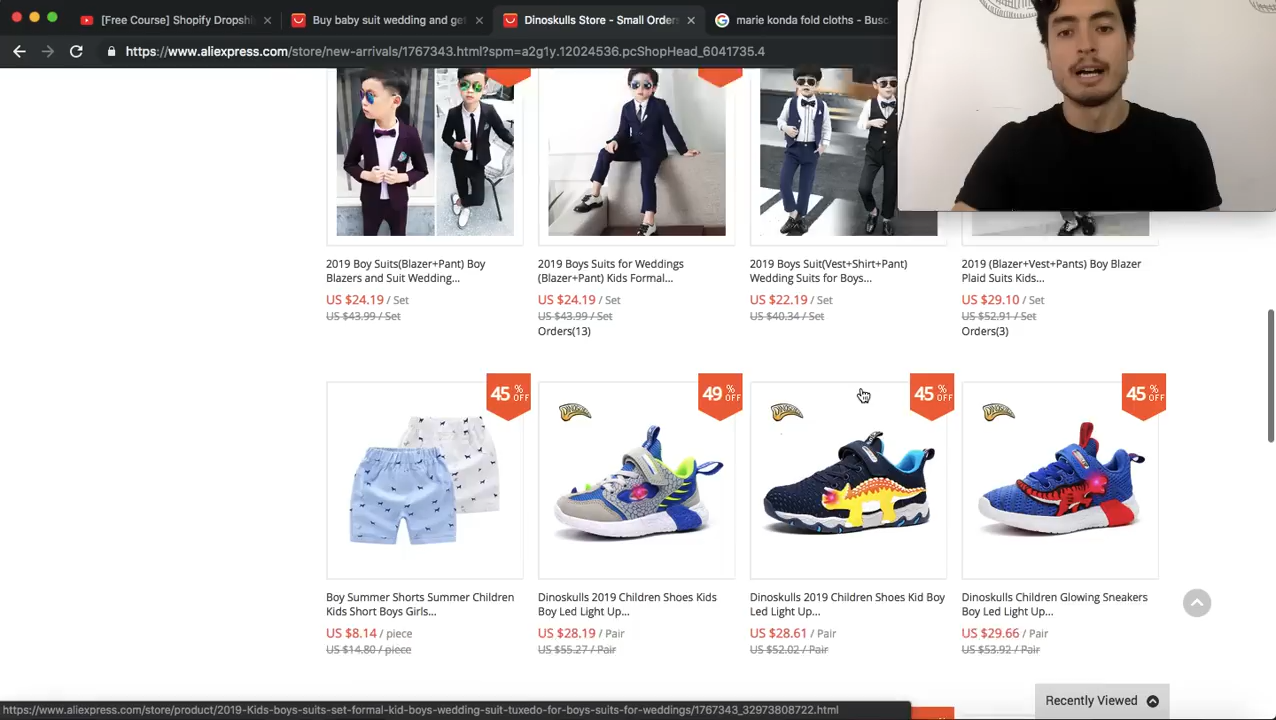 [Free Course] Shopify Dropshi
Buy baby suit wedding and get
Dinoskulls Store - Small Orders
marie konda fold cloths - Busc
https://www.aliexpress.com/store/new-arrivals/1767343.html?spm=a2g1y.12024536.pcShopHead_6041735.4
2019 Boy Suits(Blazer+Pant) Boy
Blazers and Suit Wedding...
US $24.19 / Set
US $43.99 / Set
2019 Boys Suits for Weddings
(Blazer+Pant) Kids Formal...
US $24.19 / Set
US $43.99 / Set
Orders(13)
2019 Boys Suit(Vest+Shirt+Pant)
Wedding Suits for Boys...
US $22.19 / Set
US $40.34 / Set
2019 (Blazer+Vest+Pants) Boy Blazer
Plaid Suits Kids...
US $29.10 / Set
US $52.91 / Set
Orders(3)
45 % OFF
49 % OFF
45 % OFF
45 % OFF
Boy Summer Shorts Summer Children
Kids Short Boys Girls...
US $8.14 / piece
US $14.80 / piece
Dinoskulls 2019 Children Shoes Kids
Boy Led Light Up...
US $28.19 / Pair
US $55.27 / Pair
Dinoskulls 2019 Children Shoes Kid Boy
Led Light Up...
US $28.61 / Pair
US $52.02 / Pair
Dinoskulls Children Glowing Sneakers
Boy Led Light Up...
US $29.66 / Pair
US $53.92 / Pair
Recently Viewed
https://www.aliexpress.com/store/product/2019-Kids-boys-suits-set-formal-kid-boys-wedding-suit-tuxedo-for-boys-suits-for-weddings/1767343_32973808722.html